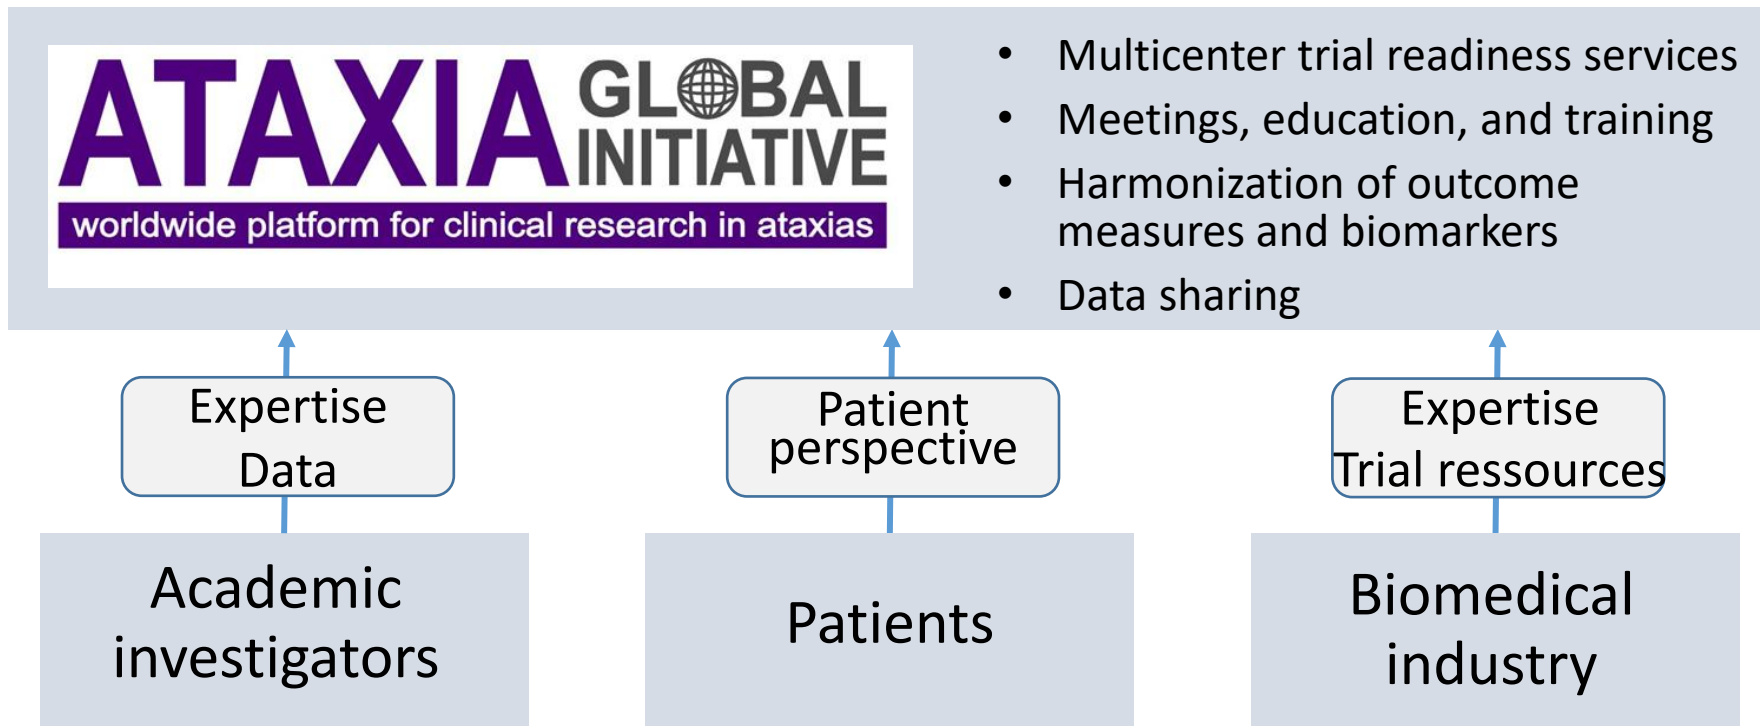 ATAXIA GLOBAL INITIATIVE
worldwide platform for clinical research in ataxias
• Multicenter trial readiness services
• Meetings, education, and training
• Harmonization of outcome
measures and biomarkers
• Data sharing
Expertise
Data
Patient
perspective
Expertise
Trial ressources
Academic
investigators
Patients
Biomedical
industry